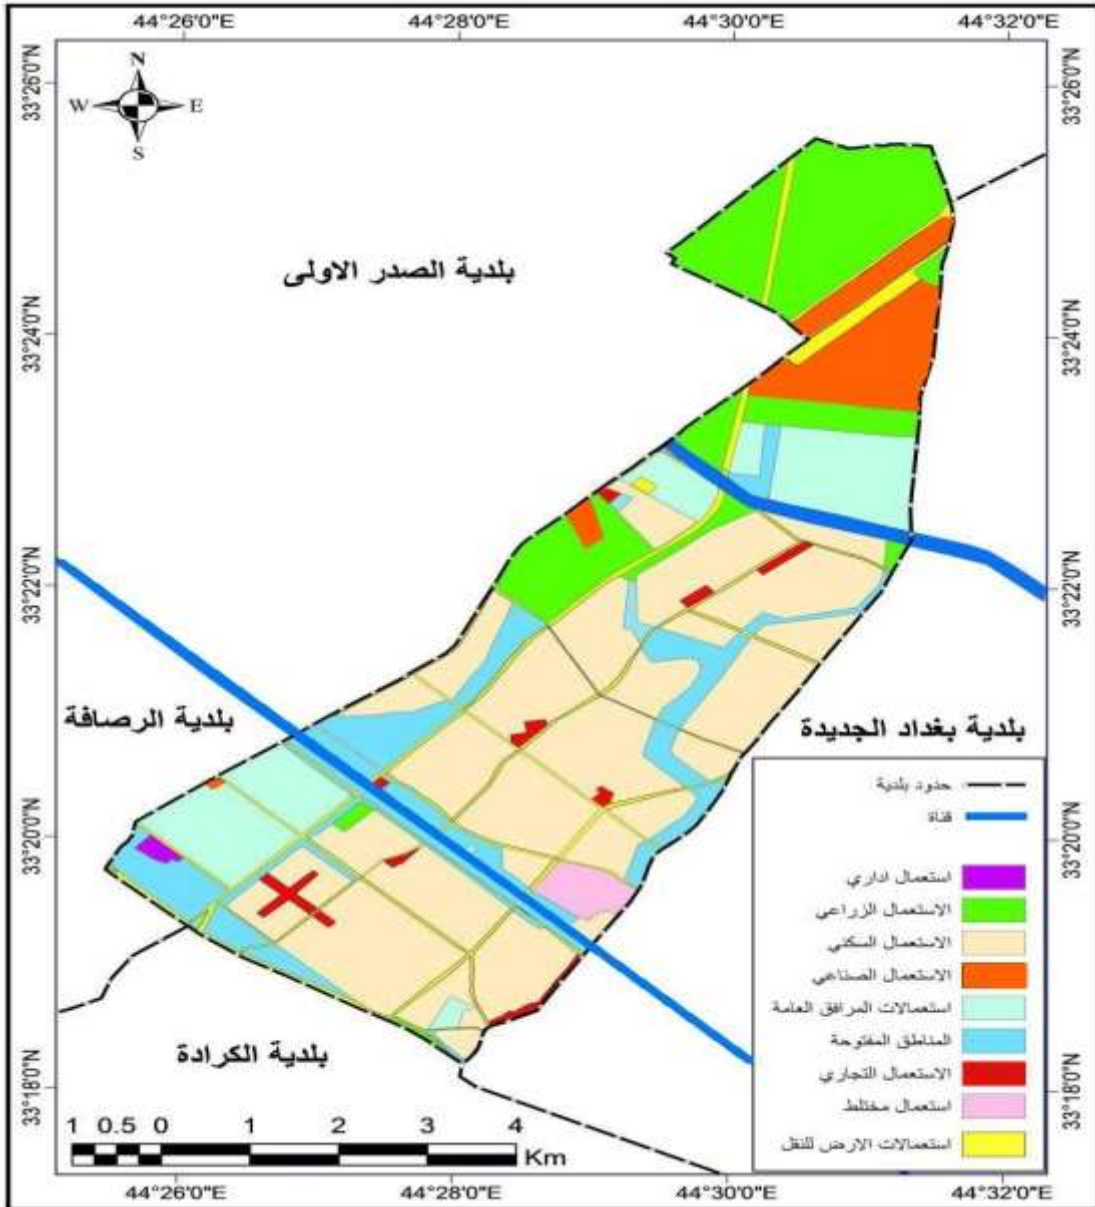 44°26'0"E 44°28'0"E 44°30'0"E 44°32'0"E
33°26'0"N 33°26'0"N
N
W E
S
بلدية الصدر الاولى
33°24'0"N 33°24'0"N
33°22'0"N 33°22'0"N
بلدية الرصافة
بلدية بغداد الجديدة
حدود بلدية
قناة
33°20'0"N 33°20'0"N
استعمال اداري
الاستعمال الزراعي
الاستعمال السكني
الاستعمال الصناعي
استعمالات المرافق العامة
المناطق المفتوحة
الاستعمال التجاري
استعمال مختلط
استعمالات الارض للنقل
بلدية الكرادة
33°18'0"N 33°18'0"N
1 0.5 0 1 2 3 4
Km
44°26'0"E 44°28'0"E 44°30'0"E 44°32'0"E